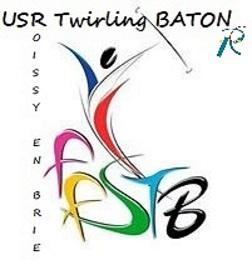 USR Twirling BATON
R
OISSY EN BRIE
FFSTB